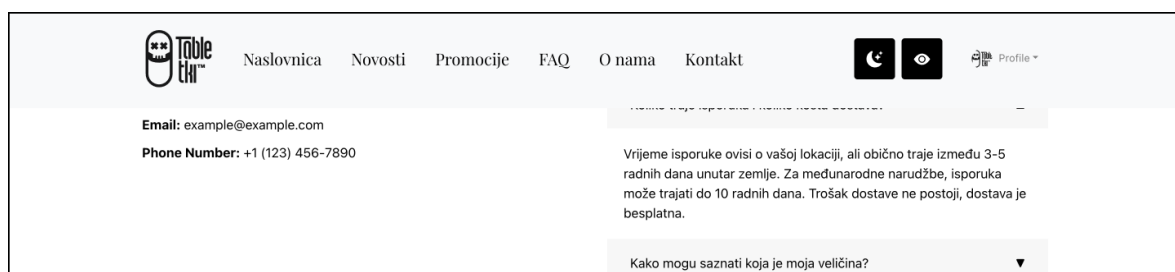 Table
tki™
Naslovnica Novosti Promocije FAQ O nama Kontakt
Profile
Email: example@example.com
Phone Number: +1 (123) 456-7890
Vrijeme isporuke ovisi o vašoj lokaciji, ali obično traje između 3-5
radnih dana unutar zemlje. Za međunarodne narudžbe, isporuka
može trajati do 10 radnih dana. Trošak dostave ne postoji, dostava je
besplatna.
Kako mogu saznati koja je moja veličina?